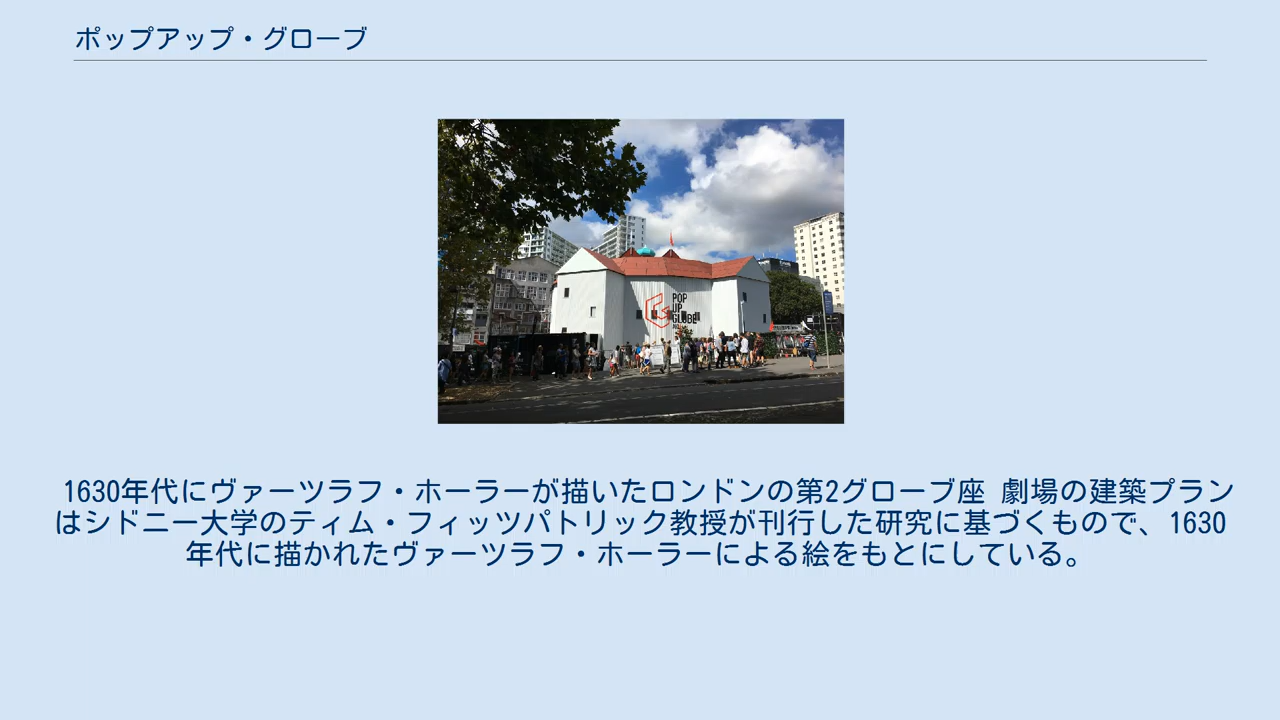 ポップアップ・グローブ
POP
UP
GLOBE
1630年代にヴァーツラフ・ホーラーが描いたロンドンの第2グローブ座 劇場の建築プラン
はシドニー大学のティム・フィッツパトリック教授が刊行した研究に基づくもので、1630
年代に描かれたヴァーツラフ・ホーラーによる絵をもとにしている。